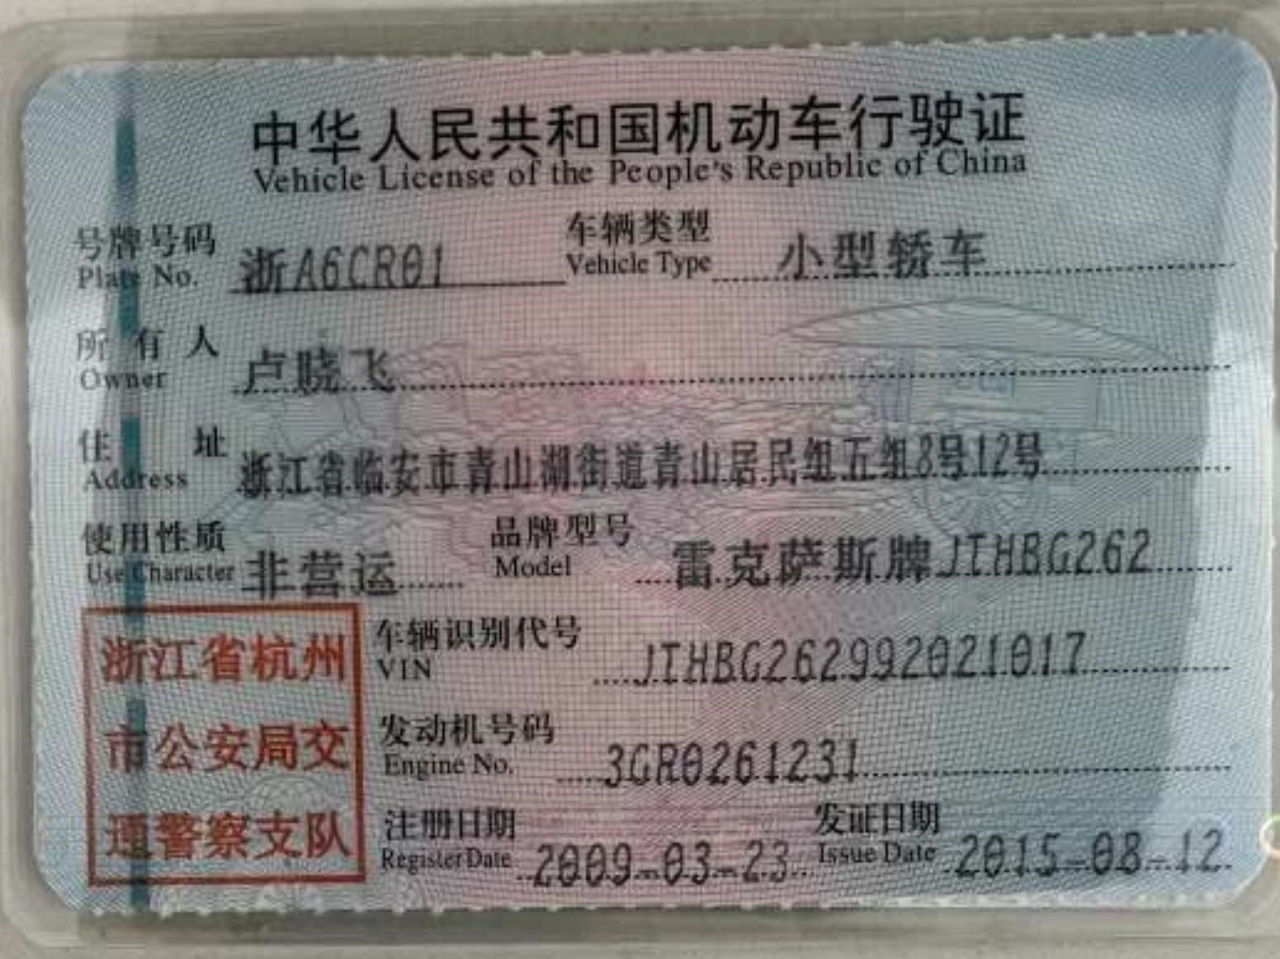 中华人民共和国机动车行驶证
Vehicle License of the People's Republic of China
号牌号码 浙A6CR01 车辆类型 小型轿车
Plate No. Vehicle Type
所有人 卢晓飞
Owner
住址 浙江省临安市青山湖街道青山居民组五组8号12号
Address
使用性质 非营运 品牌型号 雷克萨斯牌JTHBG262
Use Character Model
浙江省杭州 车辆识别代号 JTHBG262992021017
VIN
市公安局交 发动机号码 3GR0261231
Engine No.
通警察支队 注册日期 2009-03-23 发证日期 2015-08-12
Register Date Issue Date